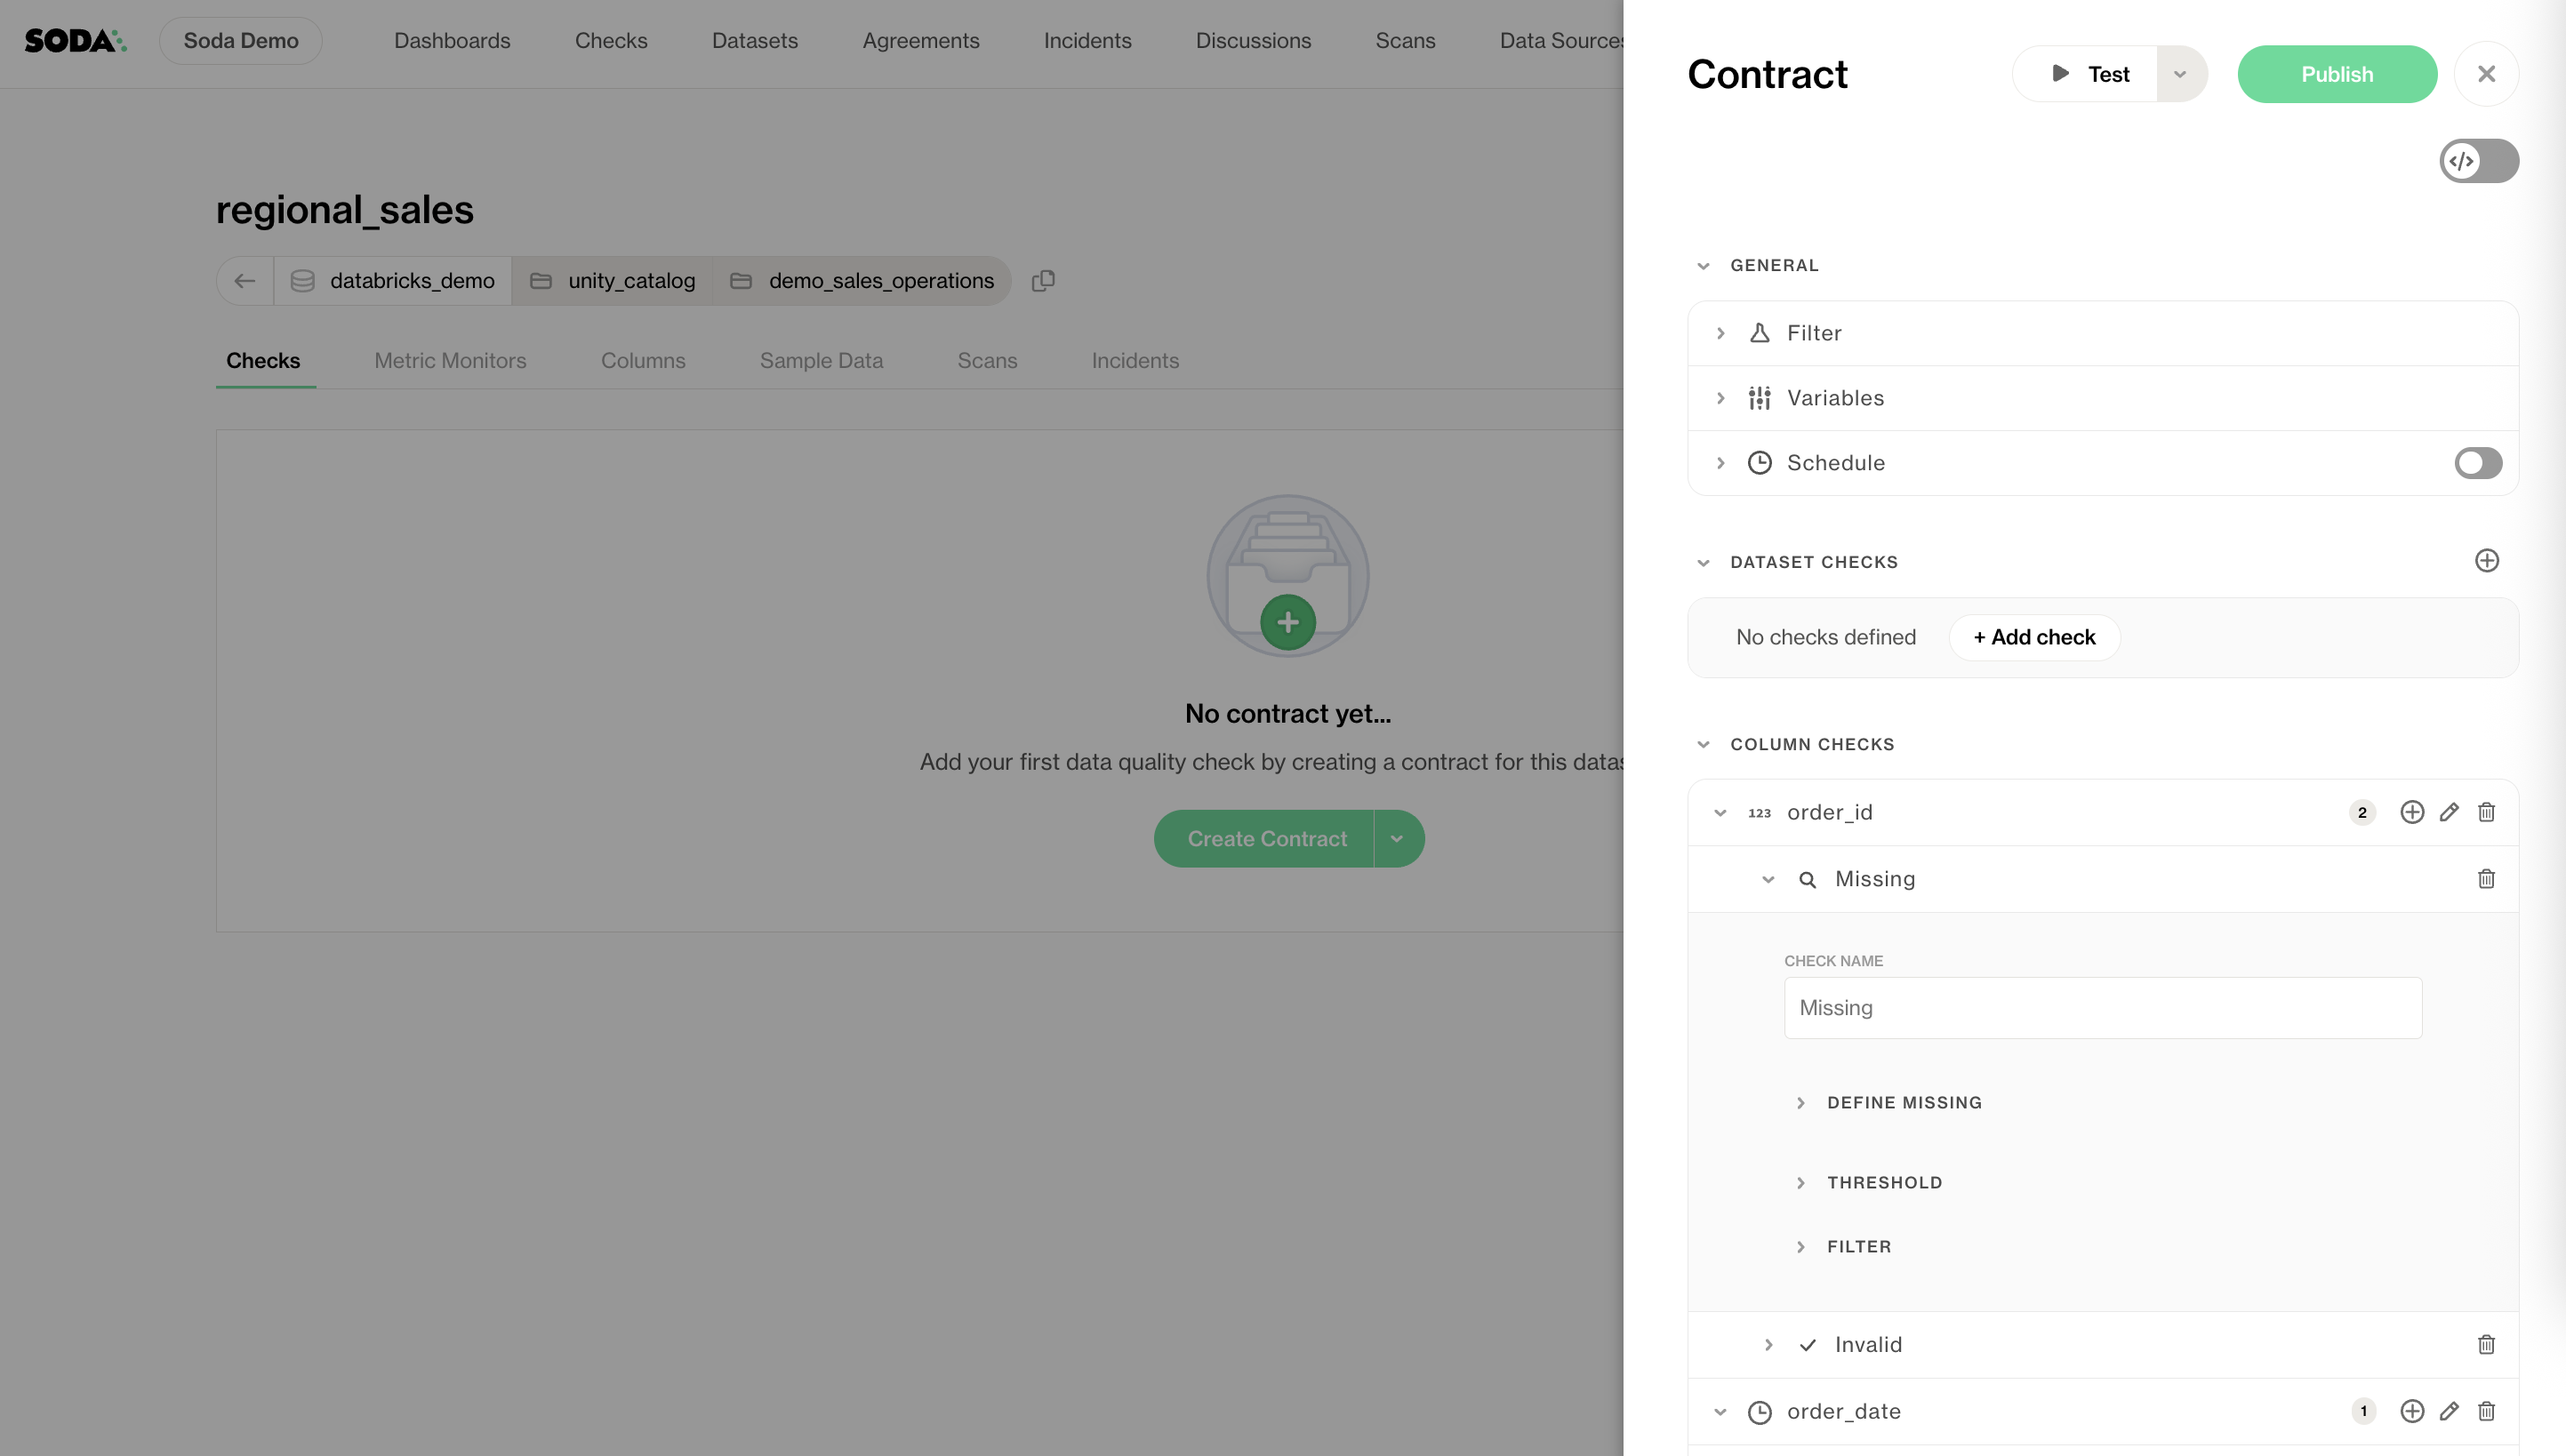 SODA
Soda Demo
Dashboards
Checks
Datasets
Agreements
Incidents
Discussions
Scans
Data Sources
regional_sales
databricks_demo
unity_catalog
demo_sales_operations
Checks
Metric Monitors
Columns
Sample Data
Scans
Incidents
No contract yet...
Add your first data quality check by creating a contract for this datas
Create Contract
Contract
Test
Publish
</>
GENERAL
Filter
Variables
Schedule
DATASET CHECKS
No checks defined
+ Add check
COLUMN CHECKS
123 order_id
2
Missing
CHECK NAME
Missing
DEFINE MISSING
THRESHOLD
FILTER
Invalid
order_date
1